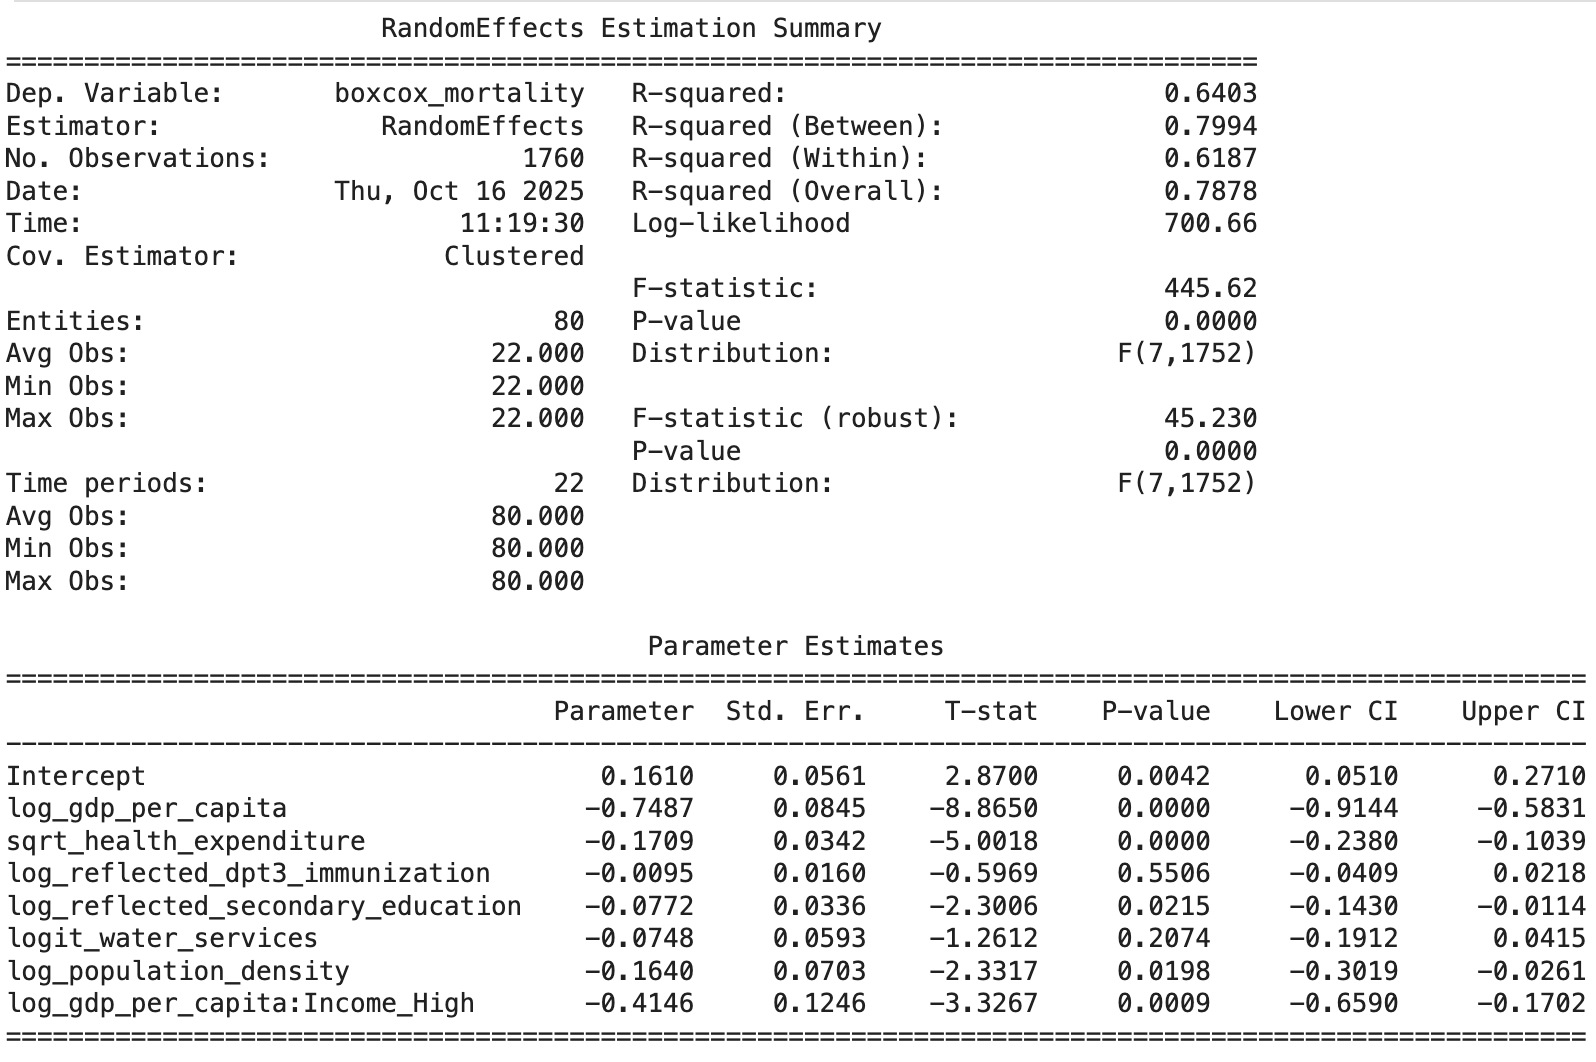 RandomEffects Estimation Summary
================================================================================
Dep. Variable: boxcox_mortality R-squared: 0.6403
Estimator: RandomEffects R-squared (Between): 0.7994
No. Observations: 1760 R-squared (Within): 0.6187
Date: Thu, Oct 16 2025 R-squared (Overall): 0.7878
Time: 11:19:30 Log-likelihood 700.66
Cov. Estimator: Clustered
F-statistic: 445.62
Entities: 80 P-value 0.0000
Avg Obs: 22.000 Distribution: F(7,1752)
Min Obs: 22.000
Max Obs: 22.000 F-statistic (robust): 45.230
P-value 0.0000
Time periods: 22 Distribution: F(7,1752)
Avg Obs: 80.000
Min Obs: 80.000
Max Obs: 80.000
Parameter Estimates
=====================================================================================================
Parameter Std. Err. T-stat P-value Lower CI Upper CI
-----------------------------------------------------------------------------------------------------
Intercept 0.1610 0.0561 2.8700 0.0042 0.0510 0.2710
log_gdp_per_capita -0.7487 0.0845 -8.8650 0.0000 -0.9144 -0.5831
sqrt_health_expenditure -0.1709 0.0342 -5.0018 0.0000 -0.2380 -0.1039
log_reflected_dpt3_immunization -0.0095 0.0160 -0.5969 0.5506 -0.0409 0.0218
log_reflected_secondary_education -0.0772 0.0336 -2.3006 0.0215 -0.1430 -0.0114
logit_water_services -0.0748 0.0593 -1.2612 0.2074 -0.1912 0.0415
log_population_density -0.1640 0.0703 -2.3317 0.0198 -0.3019 -0.0261
log_gdp_per_capita:Income_High -0.4146 0.1246 -3.3267 0.0009 -0.6590 -0.1702
=====================================================================================================